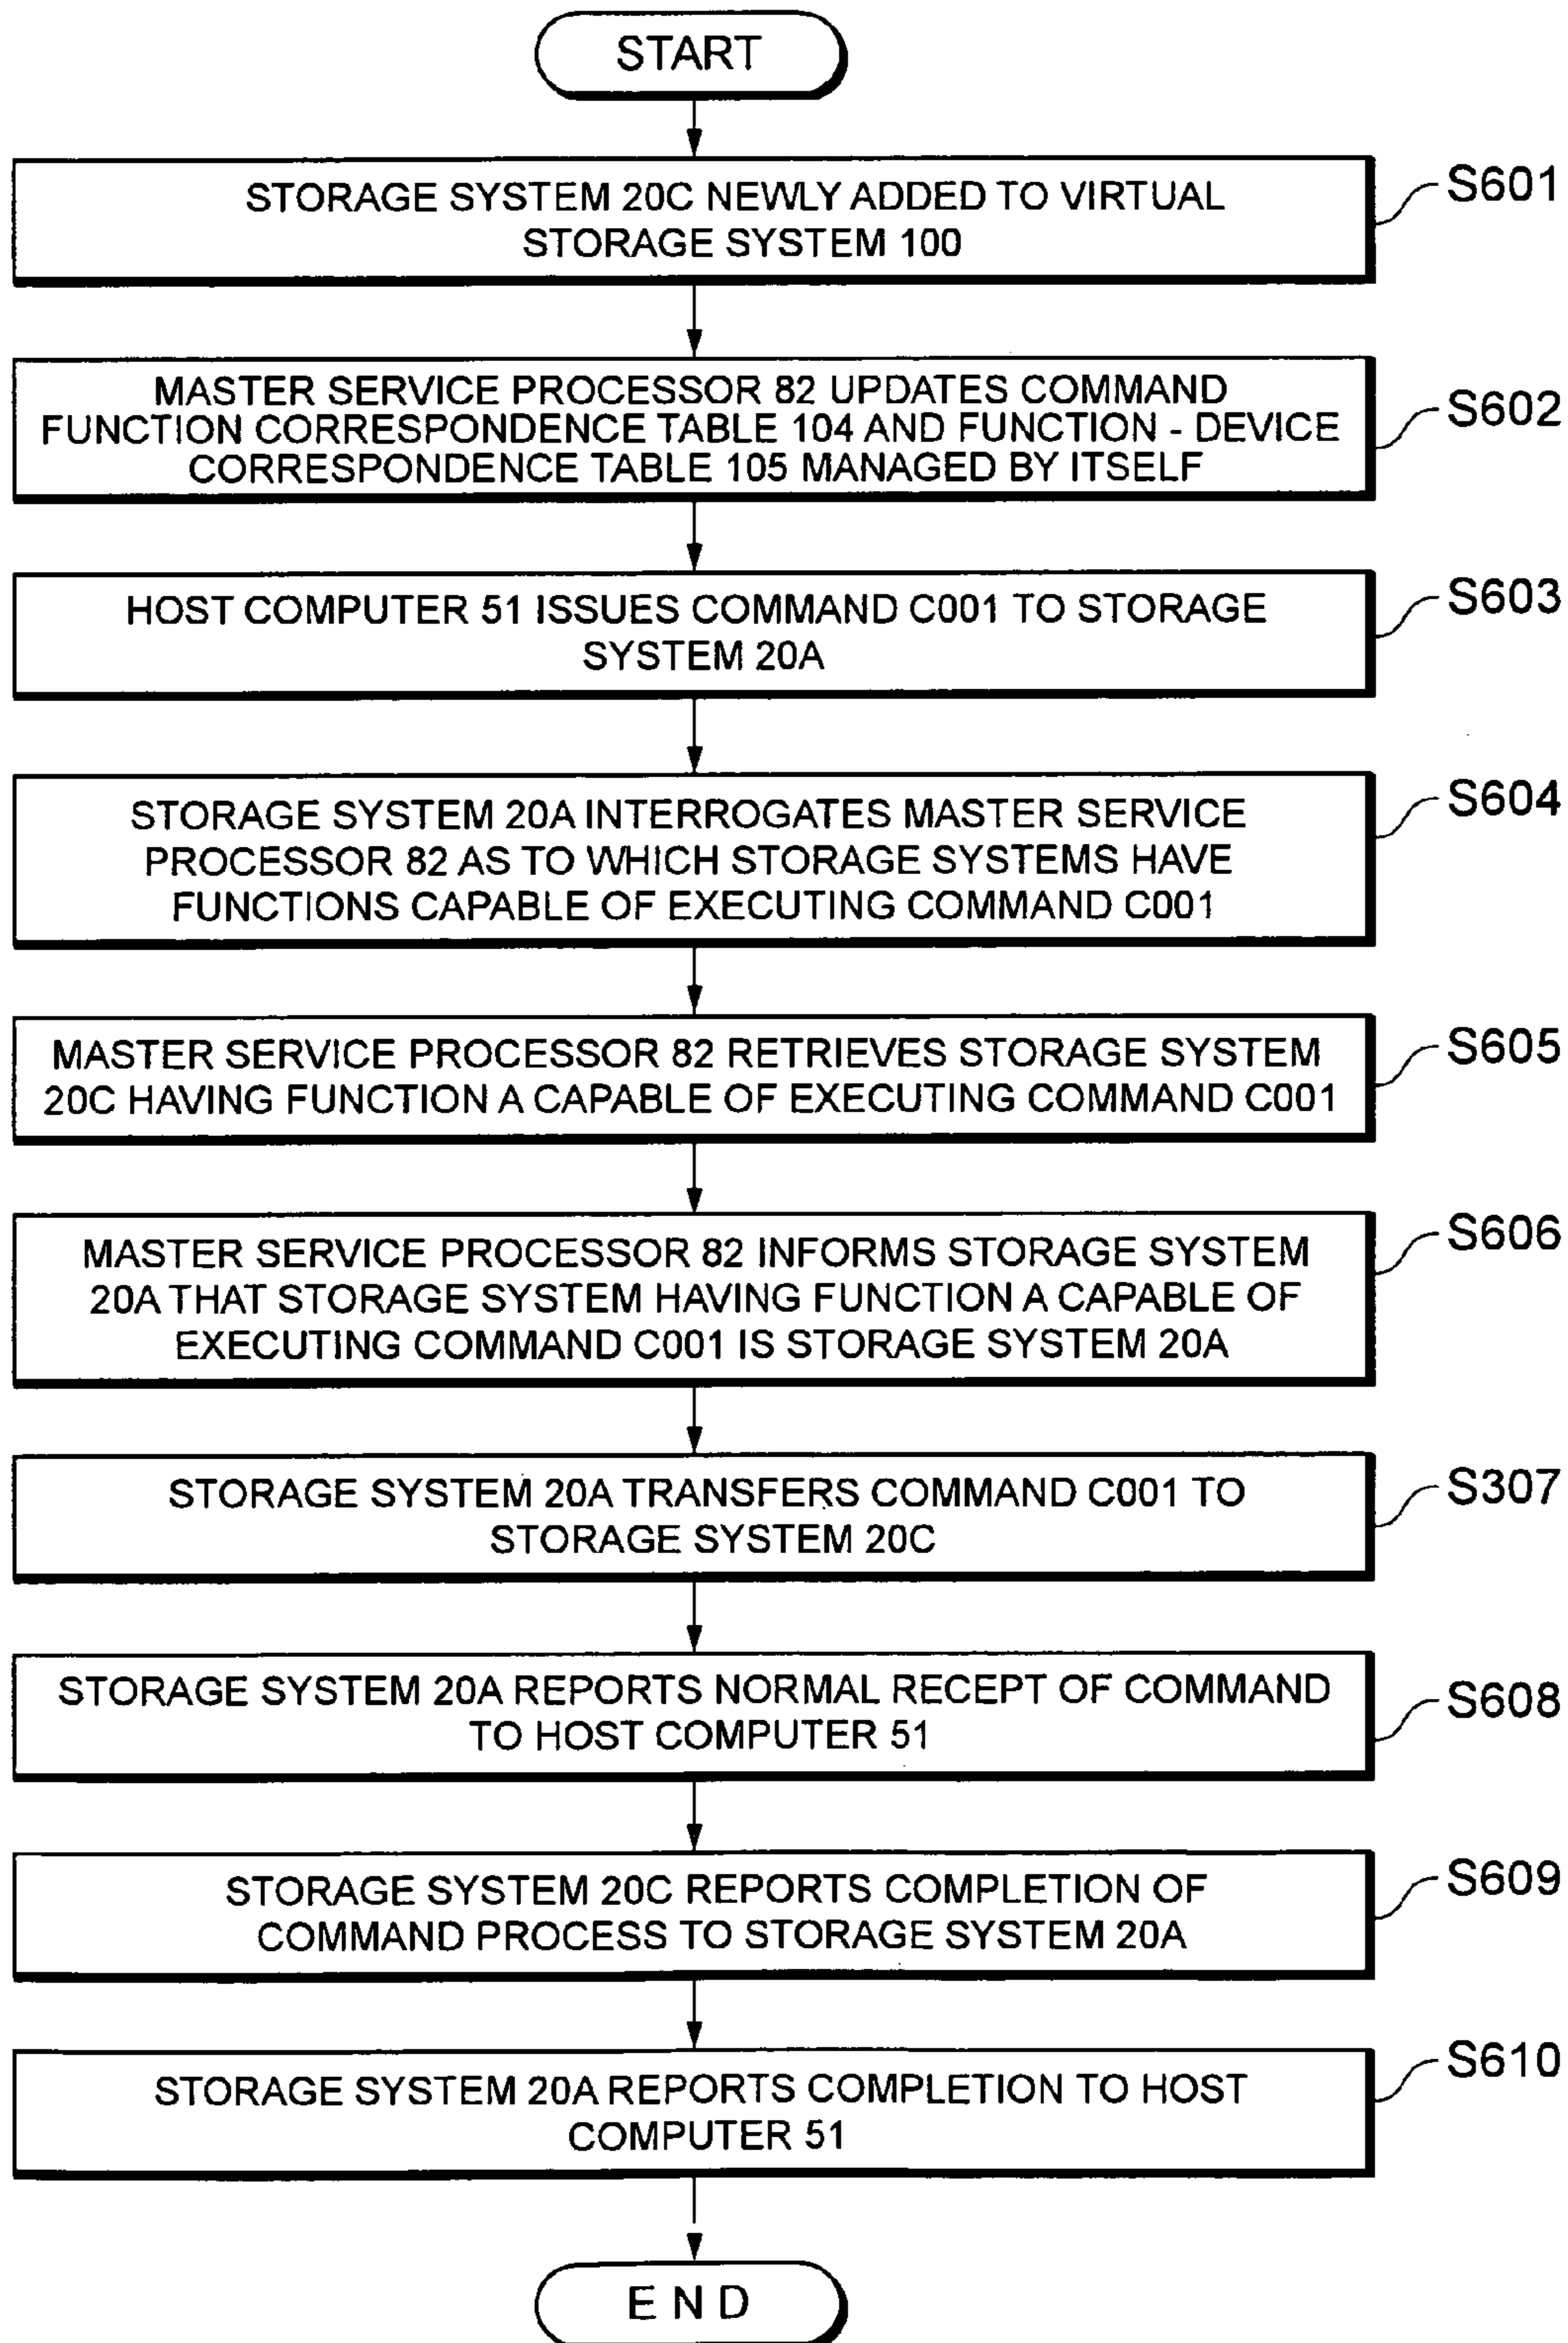 START
STORAGE SYSTEM 20C NEWLY ADDED TO VIRTUAL
STORAGE SYSTEM 100
S601
MASTER SERVICE PROCESSOR 82 UPDATES COMMAND
FUNCTION CORRESPONDENCE TABLE 104 AND FUNCTION - DEVICE
CORRESPONDENCE TABLE 105 MANAGED BY ITSELF
S602
HOST COMPUTER 51 ISSUES COMMAND C001 TO STORAGE
SYSTEM 20A
S603
STORAGE SYSTEM 20A INTERROGATES MASTER SERVICE
PROCESSOR 82 AS TO WHICH STORAGE SYSTEMS HAVE
FUNCTIONS CAPABLE OF EXECUTING COMMAND C001
S604
MASTER SERVICE PROCESSOR 82 RETRIEVES STORAGE SYSTEM
20C HAVING FUNCTION A CAPABLE OF EXECUTING COMMAND C001
S605
MASTER SERVICE PROCESSOR 82 INFORMS STORAGE SYSTEM
20A THAT STORAGE SYSTEM HAVING FUNCTION A CAPABLE OF
EXECUTING COMMAND C001 IS STORAGE SYSTEM 20A
S606
STORAGE SYSTEM 20A TRANSFERS COMMAND C001 TO
STORAGE SYSTEM 20C
S307
STORAGE SYSTEM 20A REPORTS NORMAL RECEPT OF COMMAND
TO HOST COMPUTER 51
S608
STORAGE SYSTEM 20C REPORTS COMPLETION OF
COMMAND PROCESS TO STORAGE SYSTEM 20A
S609
STORAGE SYSTEM 20A REPORTS COMPLETION TO HOST
COMPUTER 51
S610
END